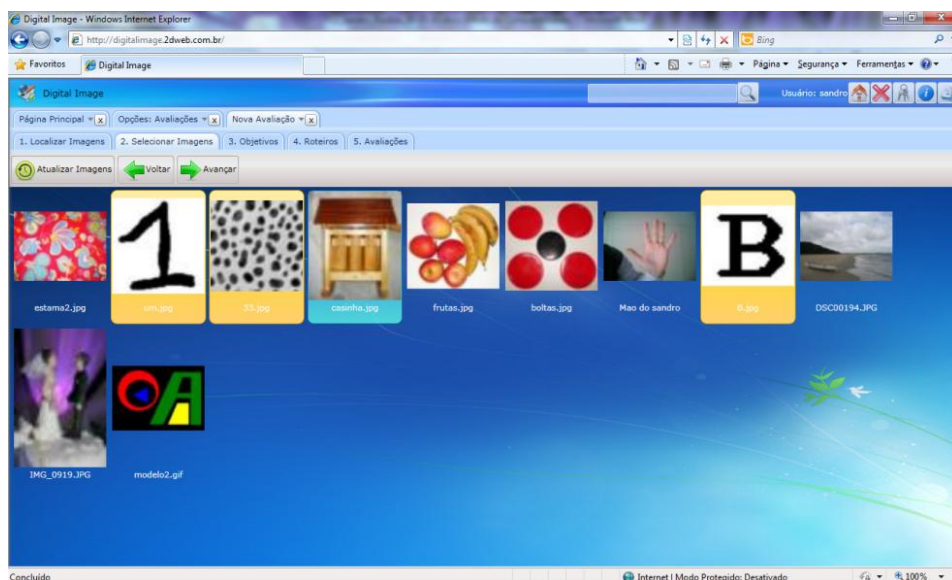 Digital Image - Windows Internet Explorer
http://digitalimage.2dweb.com.br/
Bing
Favoritos
Digital Image
Página
Segurança
Ferramentas
Digital Image
Usuário: sandro
Página Principal
Opções: Avaliações
Nova Avaliação
1. Localizar Imagens
2. Selecionar Imagens
3. Objetivos
4. Roteiros
5. Avaliações
Atualizar Imagens
Voltar
Avançar
1
B
estama2.jpg
um.jpg
casinha.jpg
frutas.jpg
boltas.jpg
Mao do sandro
DSC00194.JPG
IMG_0919.JPG
modelo2.gif
Concluído
Internet | Modo Protegido: Desativado
100%